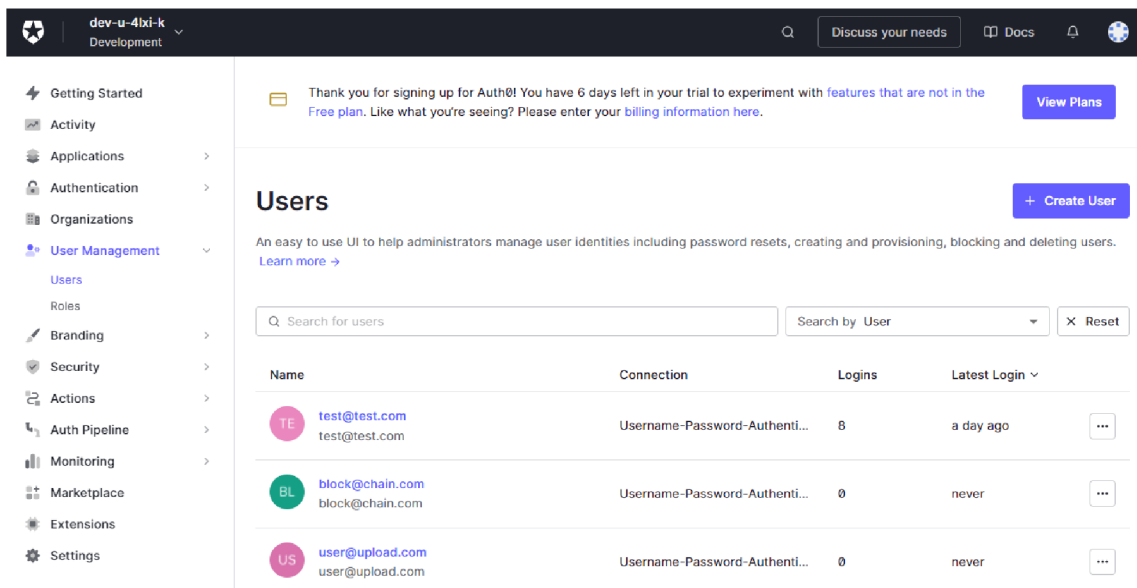 dev-u-4lxi-k
Development
Discuss your needs
Docs
Getting Started
Activity
Applications
Authentication
Organizations
User Management
Users
Roles
Branding
Security
Actions
Auth Pipeline
Monitoring
Marketplace
Extensions
Settings
Thank you for signing up for Auth0! You have 6 days left in your trial to experiment with features that are not in the
Free plan. Like what you're seeing? Please enter your billing information here.
View Plans
Users
+ Create User
An easy to use UI to help administrators manage user identities including password resets, creating and provisioning, blocking and deleting users.
Learn more →
Search for users
Search by User
× Reset
Name Connection Logins Latest Login
TE test@test.com
test@test.com
Username-Password-Authenti... 8 a day ago ...
BL block@chain.com
block@chain.com
Username-Password-Authenti... 0 never ...
US user@upload.com
user@upload.com
Username-Password-Authenti... 0 never ...